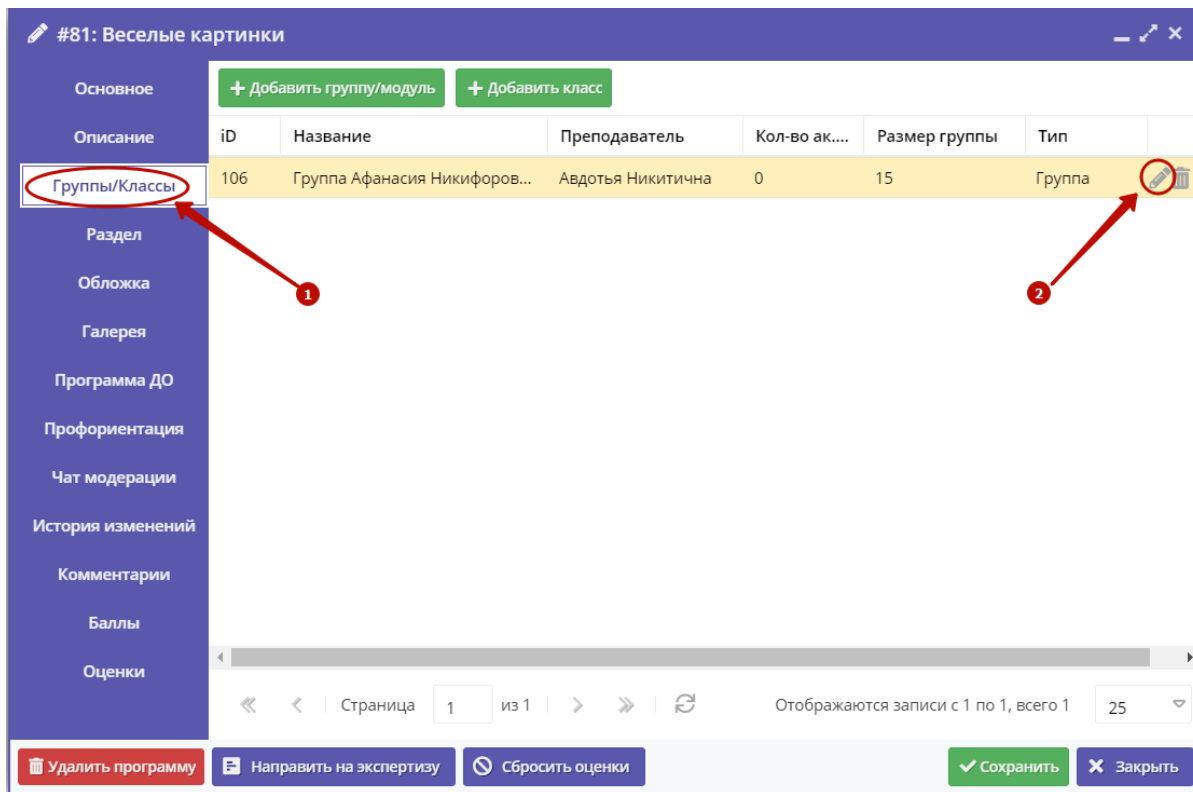 #81: Веселые картинки
Основное
Описание
Группы/Классы
Раздел
Обложка
Галерея
Программа ДО
Профориентация
Чат модерации
История изменений
Комментарии
Баллы
Оценки
+ Добавить группу/модуль + Добавить класс
iD Название Преподаватель Кол-во ак.... Размер группы Тип
106 Группа Афанасия Никифоров... Авдотья Никитична 0 15 Группа
1
2
Страница 1 из 1 Отображаются записи с 1 по 1, всего 1 25
Удалить программу Направить на экспертизу Сбросить оценки Сохранить Закрыть